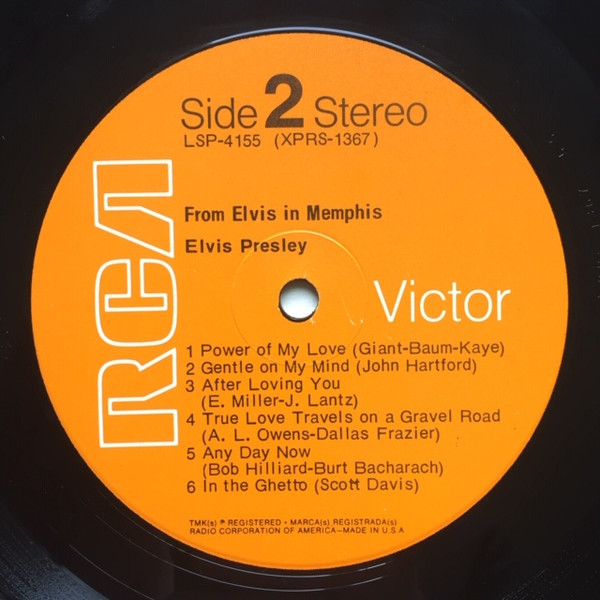 Side 2 Stereo
LSP-4155 (XPRS-1367)
RCA
From Elvis in Memphis
Elvis Presley
Victor
1 Power of My Love (Giant-Baum-Kaye)
2 Gentle on My Mind (John Hartford)
3 After Loving You
(E. Miller-J. Lantz)
4 True Love Travels on a Gravel Road
(A. L. Owens-Dallas Frazier)
5 Any Day Now
(Bob Hilliard-Burt Bacharach)
6 In the Ghetto (Scott Davis)
TMK(s) ® REGISTERED • MARCA(s) REGISTRADA(s)
RADIO CORPORATION OF AMERICA—MADE IN U.S.A